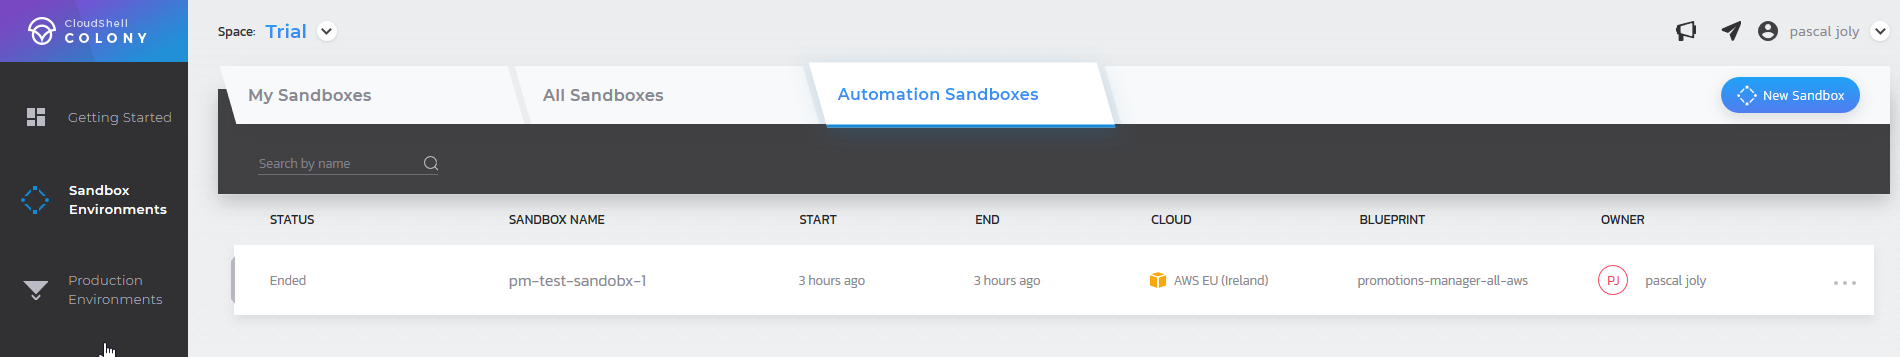 CloudShell
COLONY
Space: Trial
pascal joly
My Sandboxes
All Sandboxes
Automation Sandboxes
New Sandbox
Getting Started
Search by name
Sandbox
Environments
STATUS SANDBOX NAME START END CLOUD BLUEPRINT OWNER
Ended pm-test-sandobx-1 3 hours ago 3 hours ago AWS EU (Ireland) promotions-manager-all-aws PJ pascal joly
Production
Environments